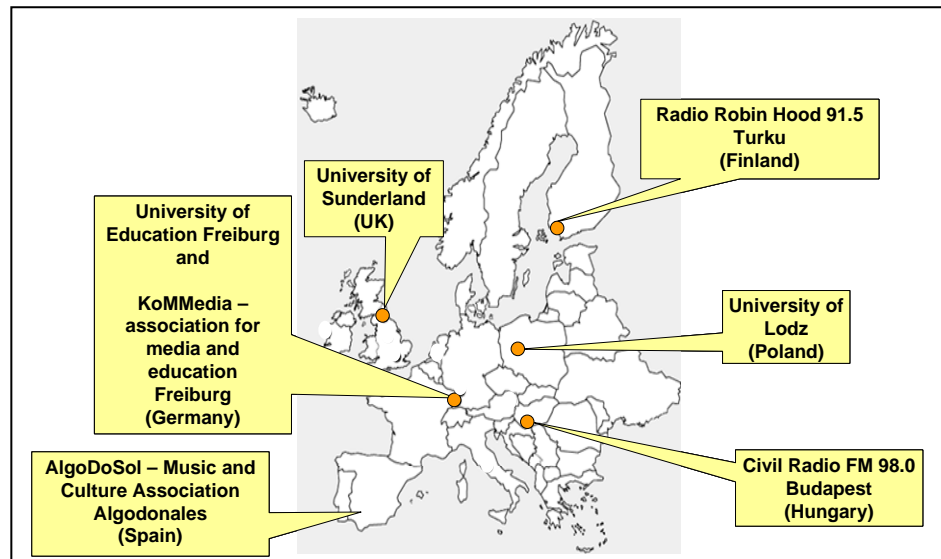 Radio Robin Hood 91.5
Turku
(Finland)
University of
Sunderland
(UK)
University of
Education Freiburg
and
KoMMedia –
association for
media and
education
Freiburg
(Germany)
University of
Lodz
(Poland)
AlgoDoSol – Music and
Culture Association
Algodonales
(Spain)
Civil Radio FM 98.0
Budapest
(Hungary)